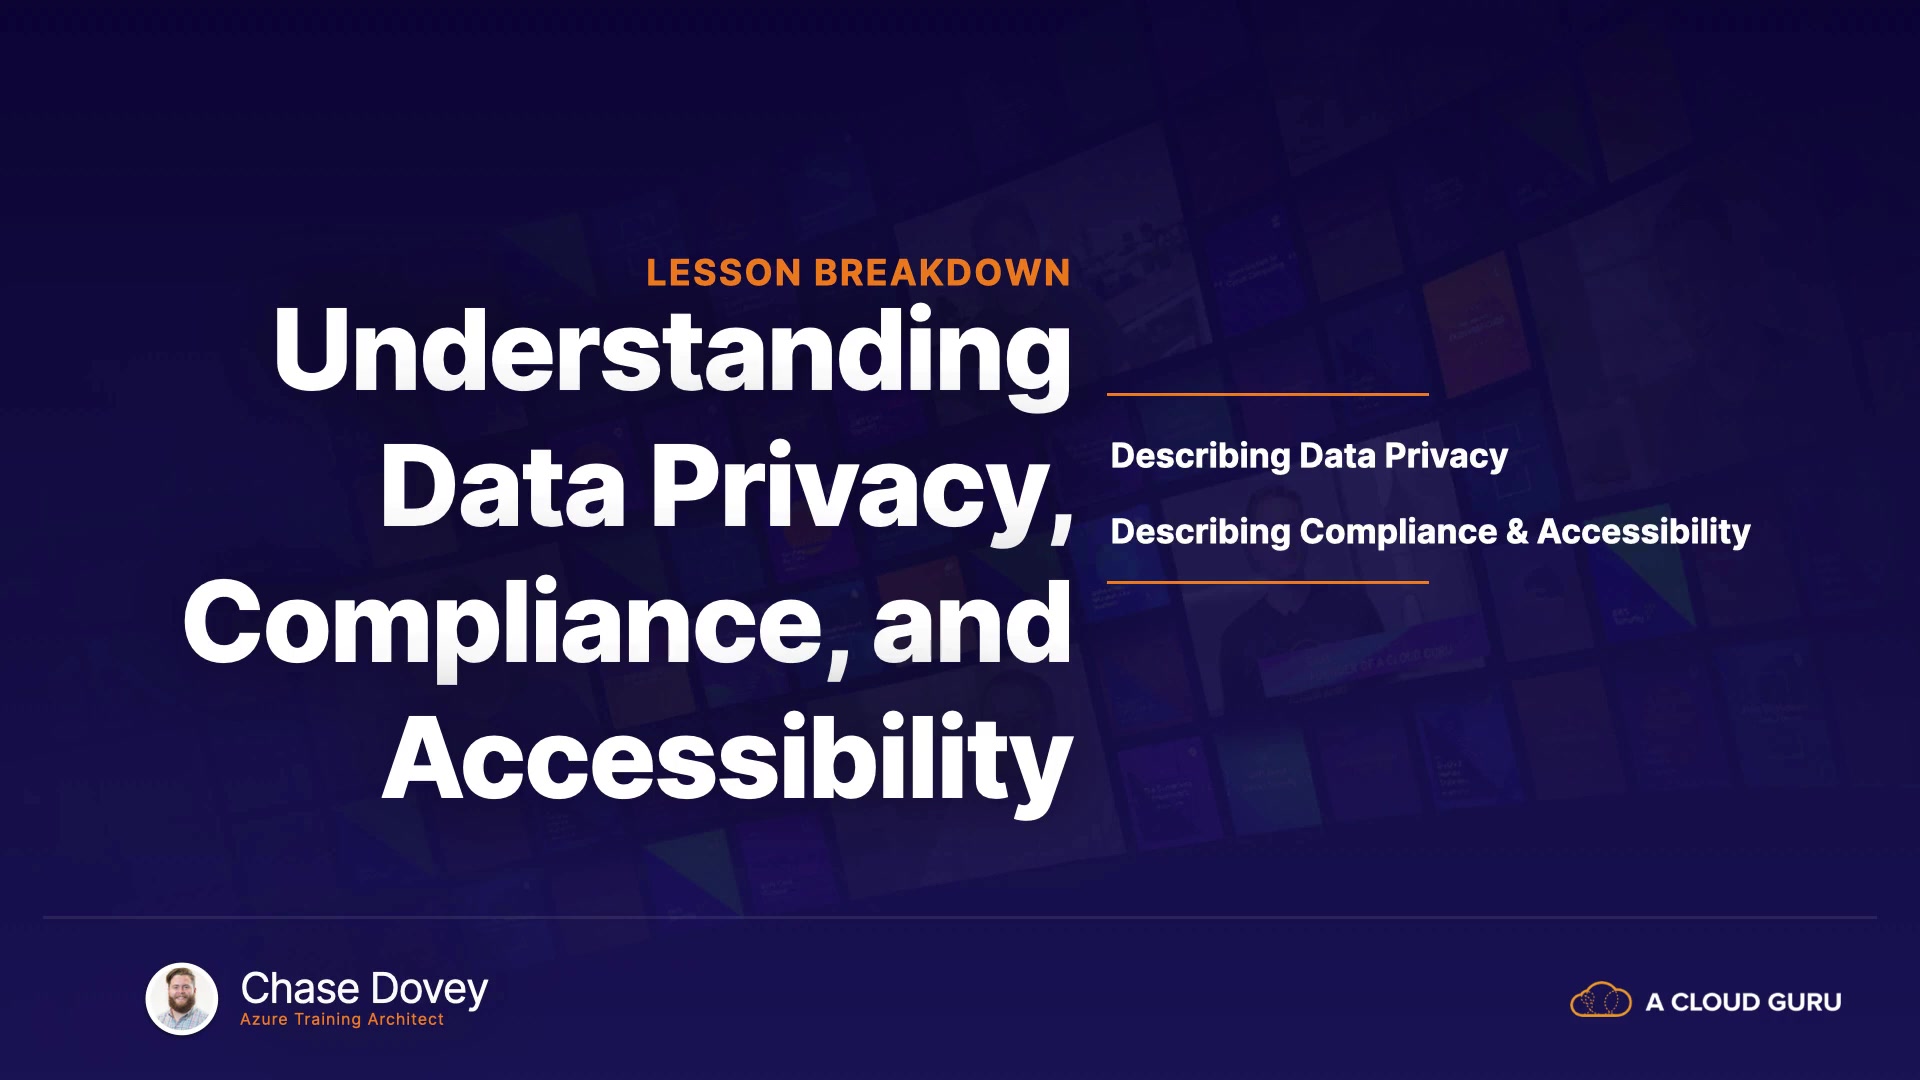 LESSON BREAKDOWN
Understanding
Data Privacy,
Compliance, and
Accessibility
Describing Data Privacy
Describing Compliance & Accessibility
Chase Dovey
Azure Training Architect
A CLOUD GURU